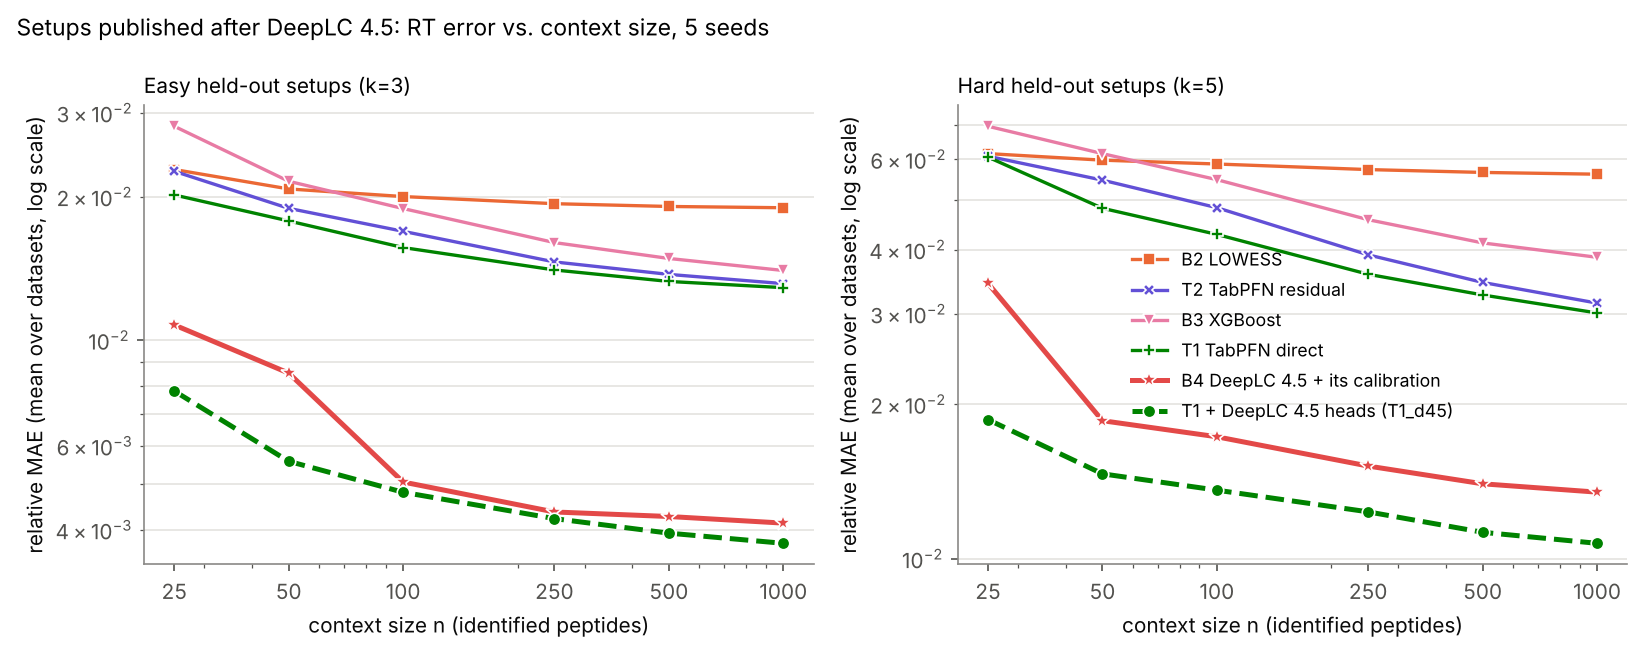 Setups published after DeepLC 4.5: RT error vs. context size, 5 seeds
Easy held-out setups (k=3)
relative MAE (mean over datasets, log scale)
3 × 10⁻²
2 × 10⁻²
10⁻²
6 × 10⁻³
4 × 10⁻³
25 50 100 250 500 1000
context size n (identified peptides)
Hard held-out setups (k=5)
relative MAE (mean over datasets, log scale)
6 × 10⁻²
4 × 10⁻²
3 × 10⁻²
2 × 10⁻²
10⁻²
B2 LOWESS
T2 TabPFN residual
B3 XGBoost
T1 TabPFN direct
B4 DeepLC 4.5 + its calibration
T1 + DeepLC 4.5 heads (T1_d45)
25 50 100 250 500 1000
context size n (identified peptides)